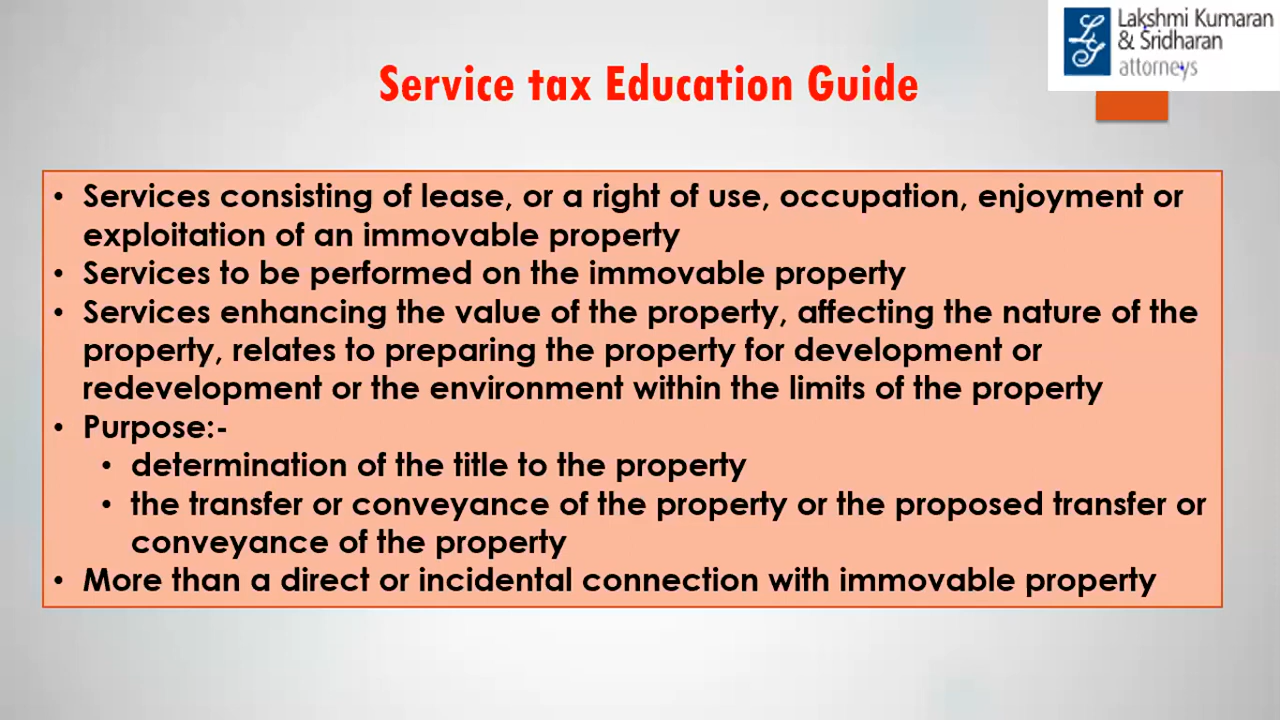 Lakshmi Kumaran
& Sridharan
attorneys
Service tax Education Guide
• Services consisting of lease, or a right of use, occupation, enjoyment or
exploitation of an immovable property
• Services to be performed on the immovable property
• Services enhancing the value of the property, affecting the nature of the
property, relates to preparing the property for development or
redevelopment or the environment within the limits of the property
• Purpose:-
• determination of the title to the property
• the transfer or conveyance of the property or the proposed transfer or
conveyance of the property
• More than a direct or incidental connection with immovable property